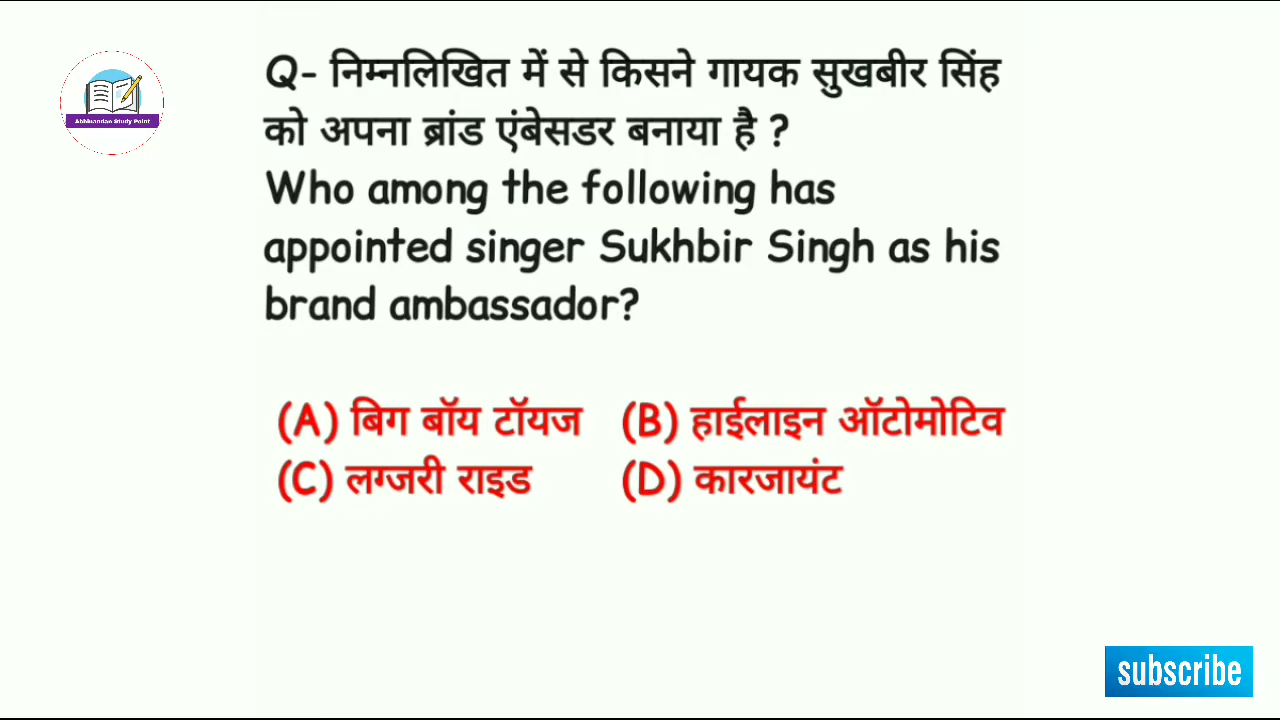 Abhinandan Study Point
Q- निम्नलिखित में से किसने गायक सुखबीर सिंह
को अपना ब्रांड एंबेसडर बनाया है ?
Who among the following has
appointed singer Sukhbir Singh as his
brand ambassador?
(A) बिग बॉय टॉयज (B) हाईलाइन ऑटोमोटिव
(C) लग्जरी राइड (D) कारजायंट
subscribe